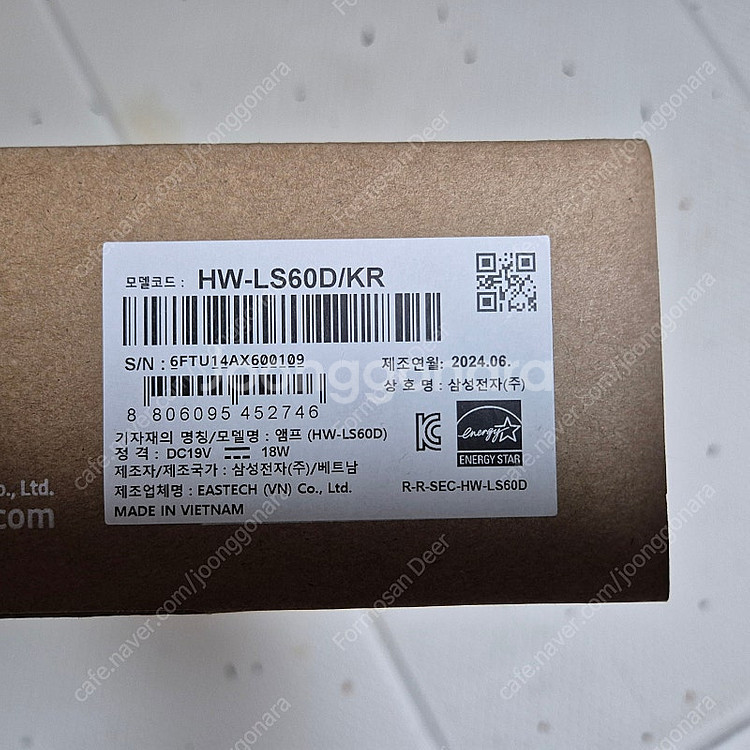 모델코드 : HW-LS60D/KR
S/N : 6FTU14AX600109
제조연월: 2024.06.
상 호 명 : 삼성전자(주)
8 806095 452746
기자재의 명칭/모델명 : 앰프 (HW-LS60D)
정 격 : DC19V 18W
제조자/제조국가 : 삼성전자(주)/베트남
제조업체명 : EASTECH (VN) Co., Ltd.
MADE IN VIETNAM
energy
ENERGY STAR
R-R-SEC-HW-LS60D
o., Ltd.
com
Joonggonara
cafe.naver.com/joonggonara
Formosan Deer